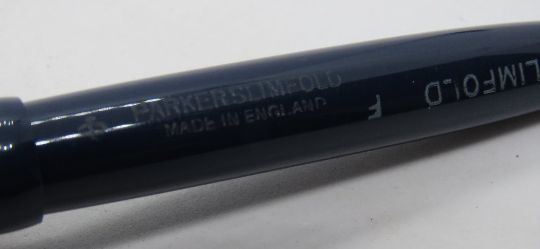 PARKER SLIMFOLD
MADE IN ENGLAND
LIMFOLD F